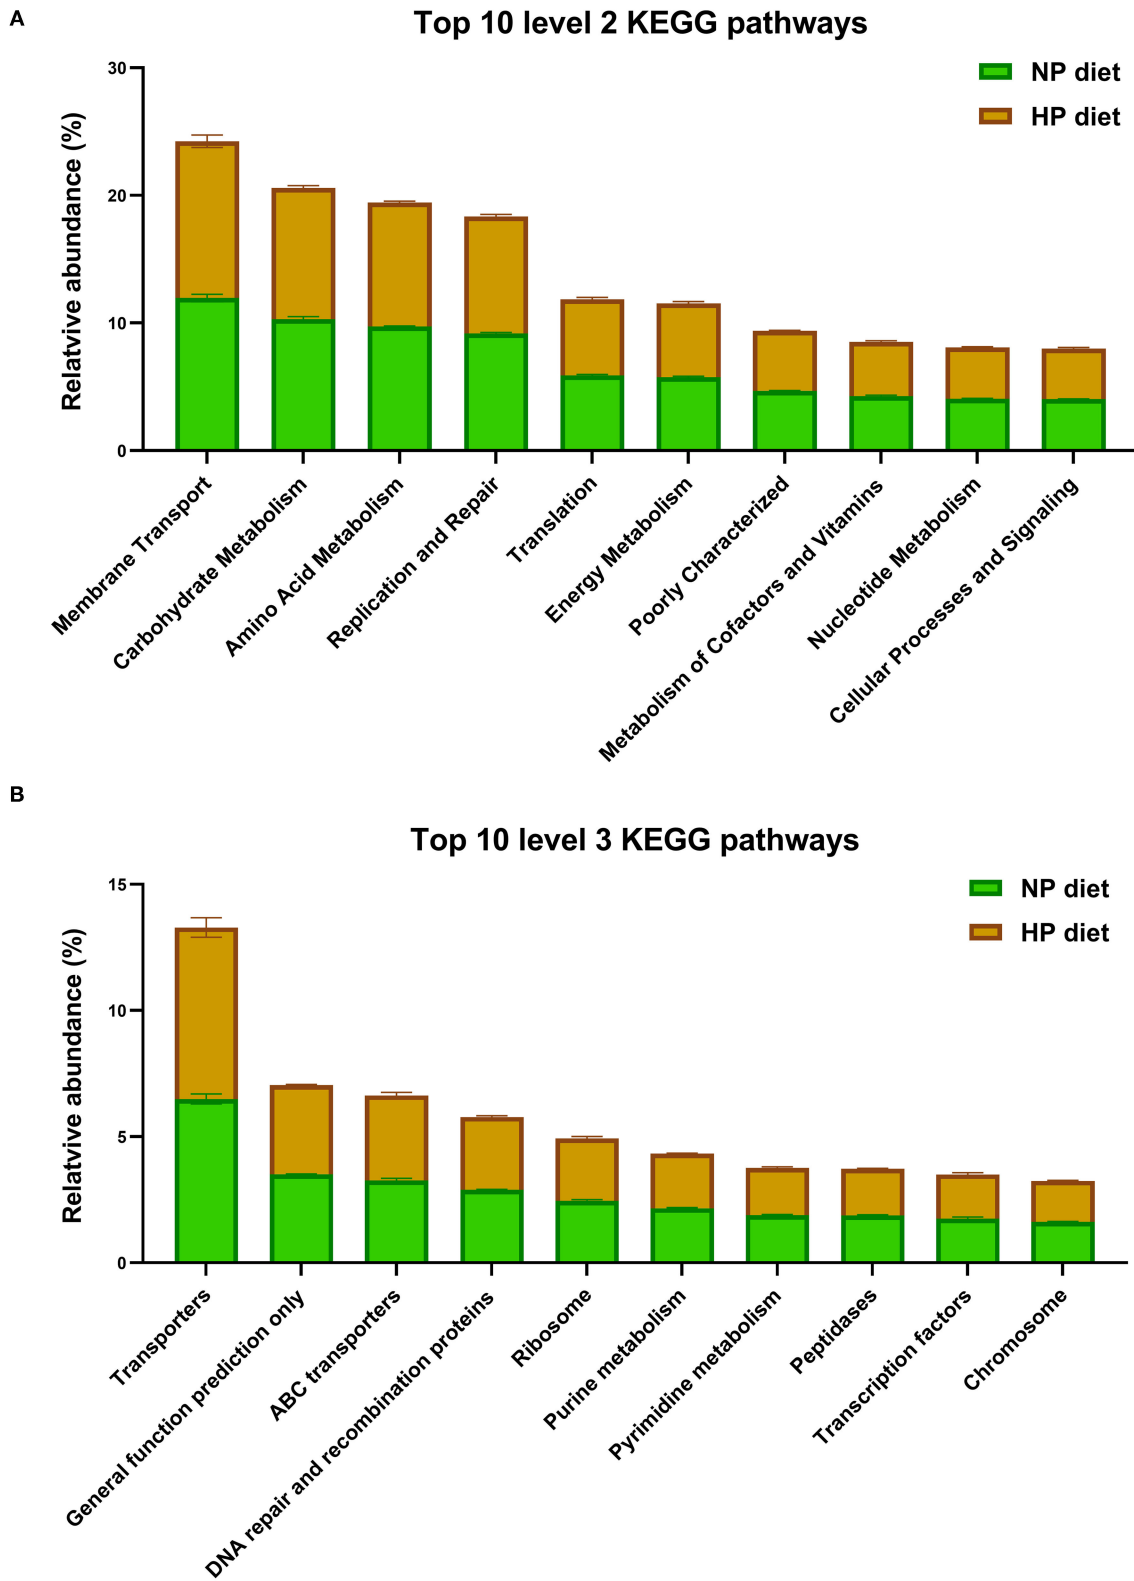 A
Top 10 level 2 KEGG pathways
NP diet
HP diet
Relatvive abundance (%)
30
20
10
0
Membrane Transport
Carbohydrate Metabolism
Amino Acid Metabolism
Replication and Repair
Translation
Energy Metabolism
Poorly Characterized
Metabolism of Cofactors and Vitamins
Nucleotide Metabolism
Cellular Processes and Signaling
B
Top 10 level 3 KEGG pathways
NP diet
HP diet
Relatvive abundance (%)
15
10
5
0
Transporters
General function prediction only
ABC transporters
DNA repair and recombination proteins
Ribosome
Purine metabolism
Pyrimidine metabolism
Peptidases
Transcription factors
Chromosome